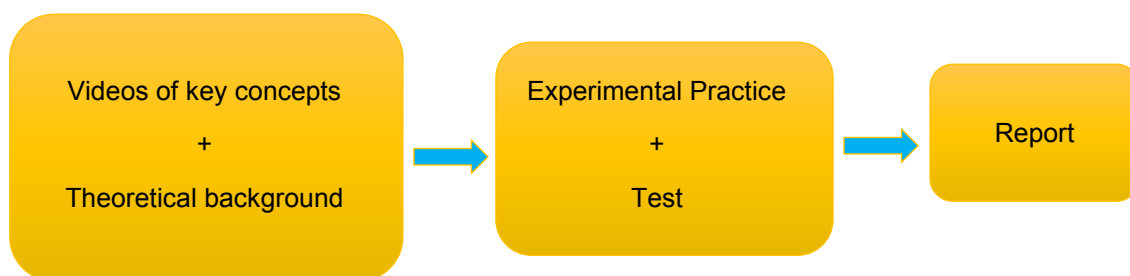 Videos of key concepts
+
Theoretical background
Experimental Practice
+
Test
Report